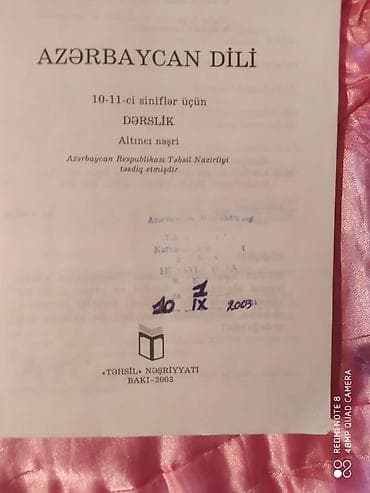 AZƏRBAYCAN DİLİ
10-11-ci siniflər üçün
DƏRSLİK
Altıncı nəşri
Azərbaycan Respublikası Təhsil Nazirliyi
təsdiq etmişdir
10 1 IX 2003
«TƏHSİL» NƏŞRİYYATI
BAKI–2003
REDMI NOTE 8
48MP QUAD CAMERA